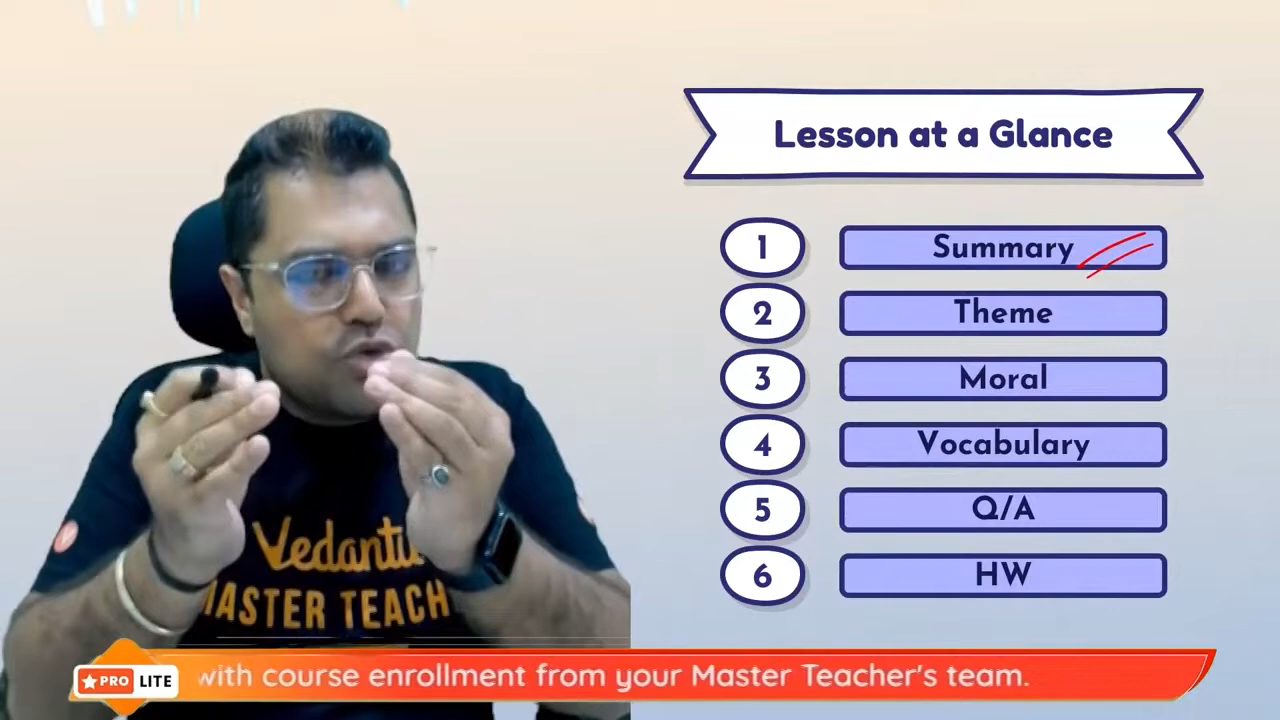 Lesson at a Glance
1 Summary
2 Theme
3 Moral
4 Vocabulary
5 Q/A
6 HW
Vedantu
MASTER TEACH
PRO LITE with course enrollment from your Master Teacher's team.